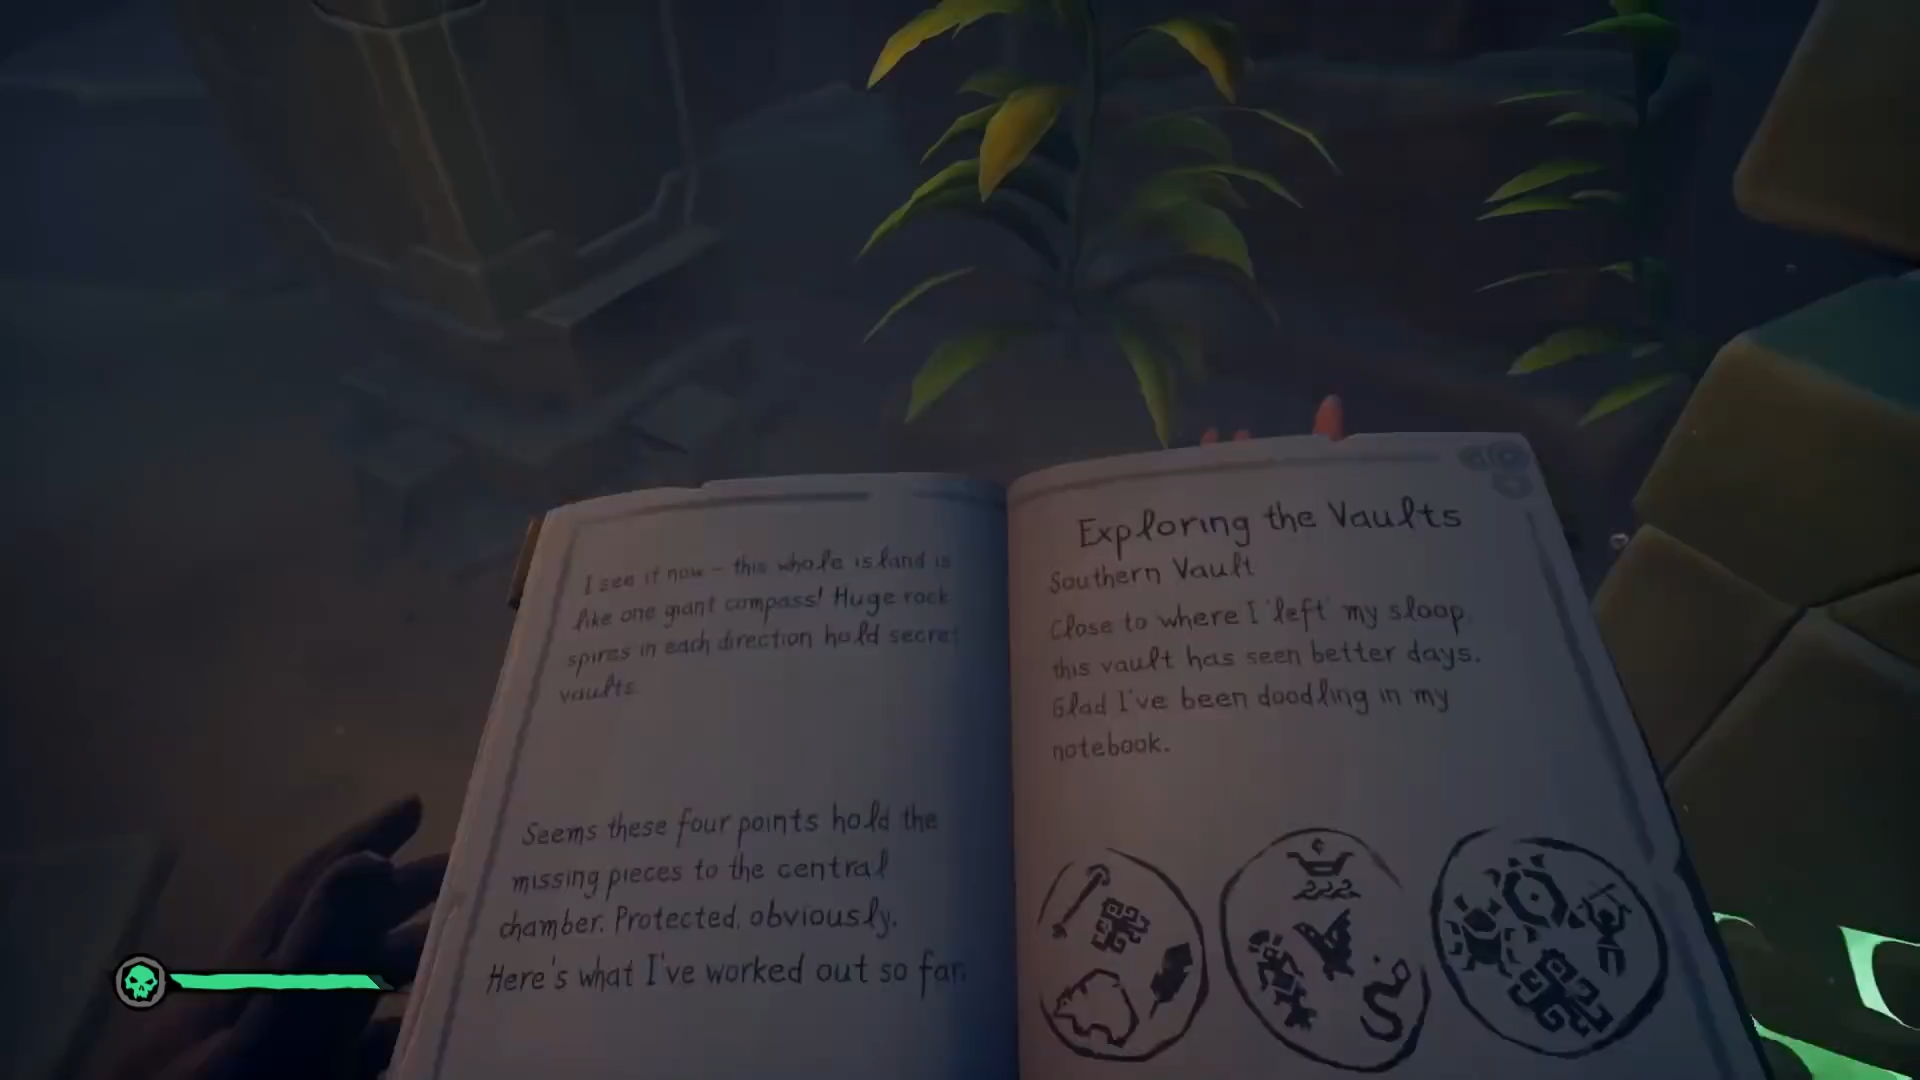 I see it now - this whole island is
like one giant compass! Huge rock
spires in each direction hold secret
vaults.
Seems these four points hold the
missing pieces to the central
chamber. Protected, obviously.
Here's what I've worked out so far.
Exploring the Vaults
Southern Vault
Close to where I 'left' my sloop,
this vault has seen better days.
Glad I've been doodling in my
notebook.